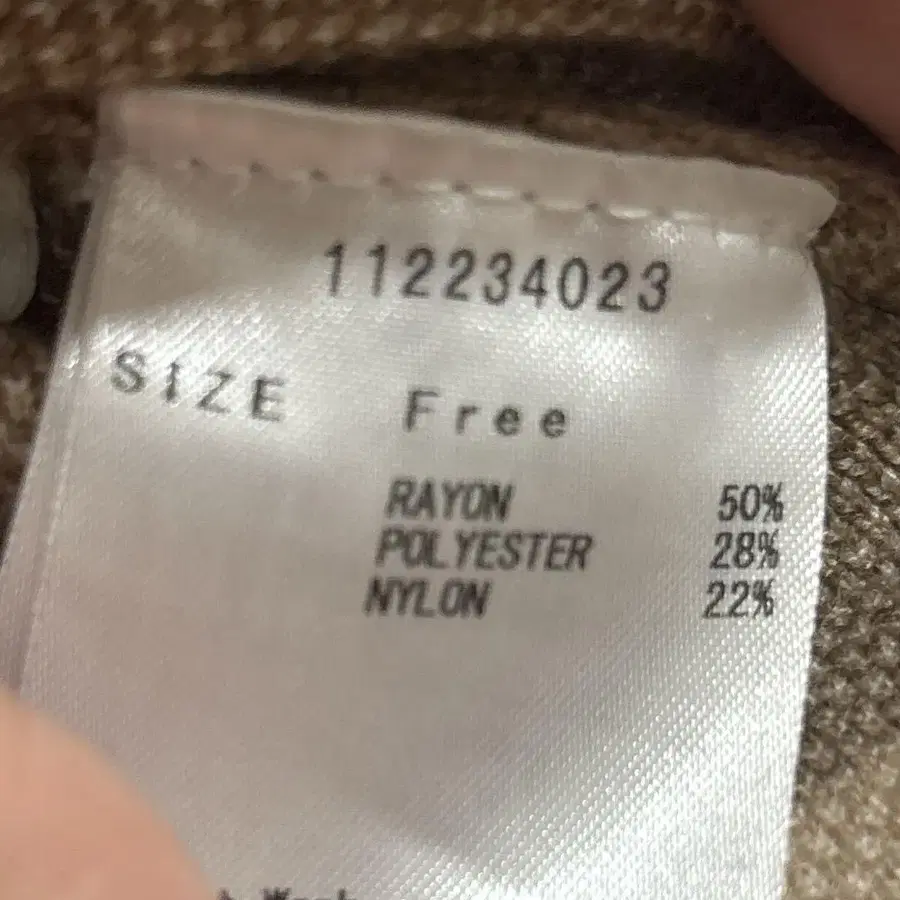 112234023
SIZE Free
RAYON 50%
POLYESTER 28%
NYLON 22%